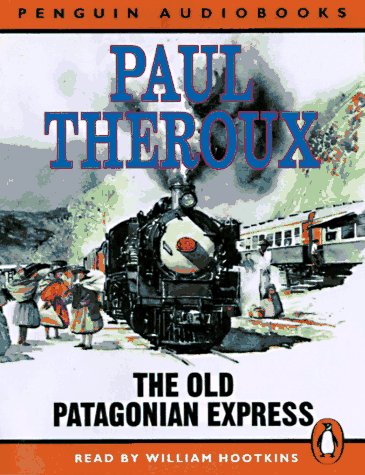 PENGUIN AUDIOBOOKS
PAUL
THEROUX
THE OLD
PATAGONIAN EXPRESS
READ BY WILLIAM HOOTKINS